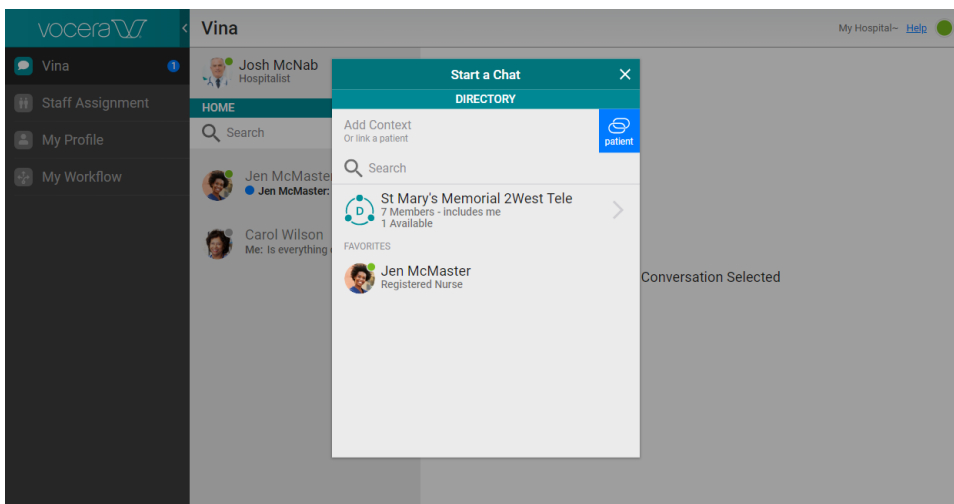 vocera
Vina
My Hospital– Help
Vina 1
Staff Assignment
My Profile
My Workflow
Josh McNab
Hospitalist
HOME
Search
Jen McMaste
Jen McMaster:
Carol Wilson
Me: Is everything
Start a Chat
DIRECTORY
Add Context
Or link a patient
patient
Search
D
St Mary's Memorial 2West Tele
7 Members - includes me
1 Available
FAVORITES
Jen McMaster
Registered Nurse
Conversation Selected